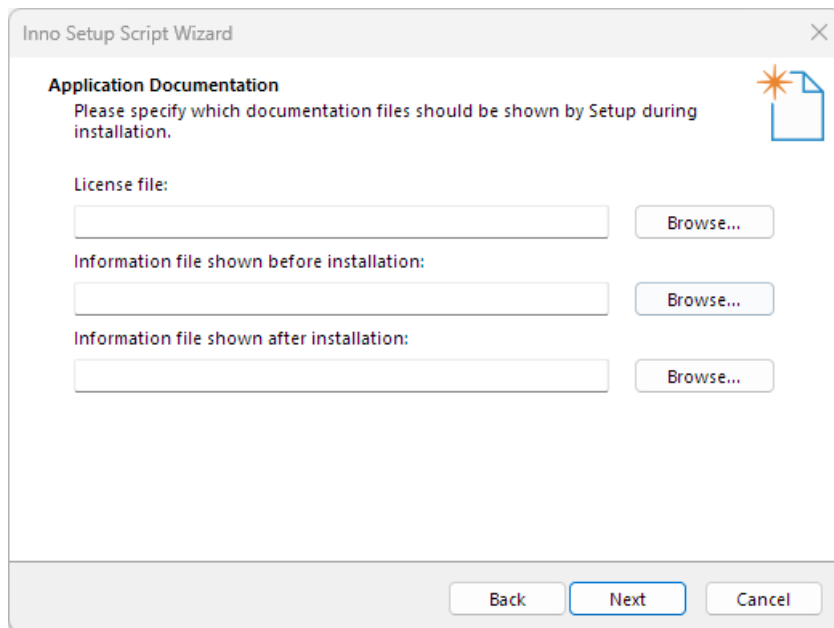 Inno Setup Script Wizard
Application Documentation
Please specify which documentation files should be shown by Setup during
installation.
License file:
Browse...
Information file shown before installation:
Browse...
Information file shown after installation:
Browse...
Back Next Cancel